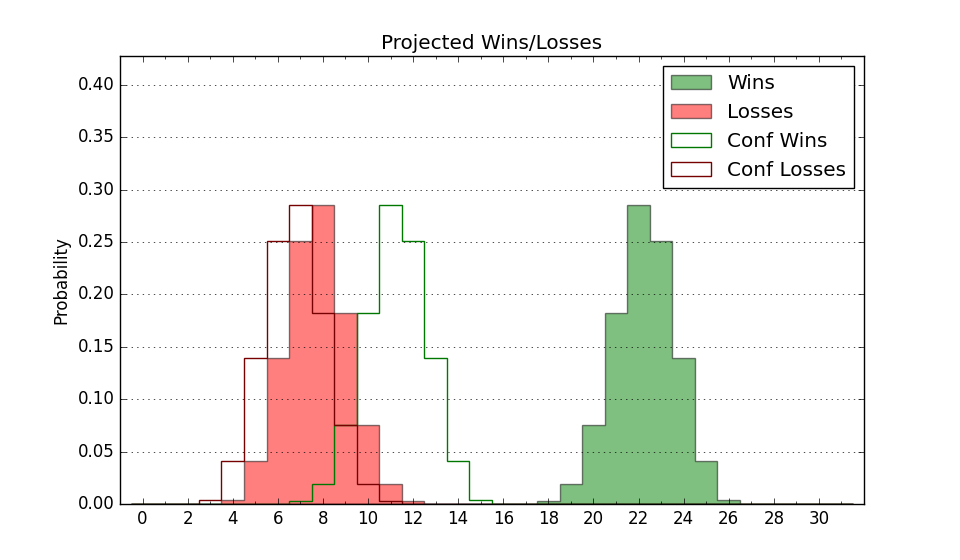 Projected Wins/Losses
Wins
Losses
Conf Wins
Conf Losses
Probability
0.40
0.35
0.30
0.25
0.20
0.15
0.10
0.05
0.00
0 2 4 6 8 10 12 14 16 18 20 22 24 26 28 30